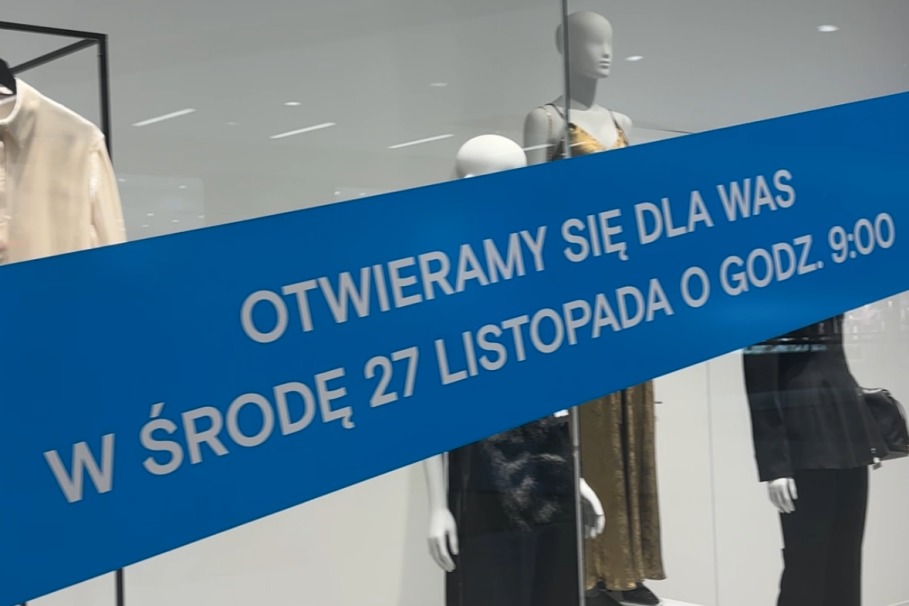 OTWIERAMY SIĘ DLA WAS
W ŚRODĘ 27 LISTOPADA O GODZ. 9:00